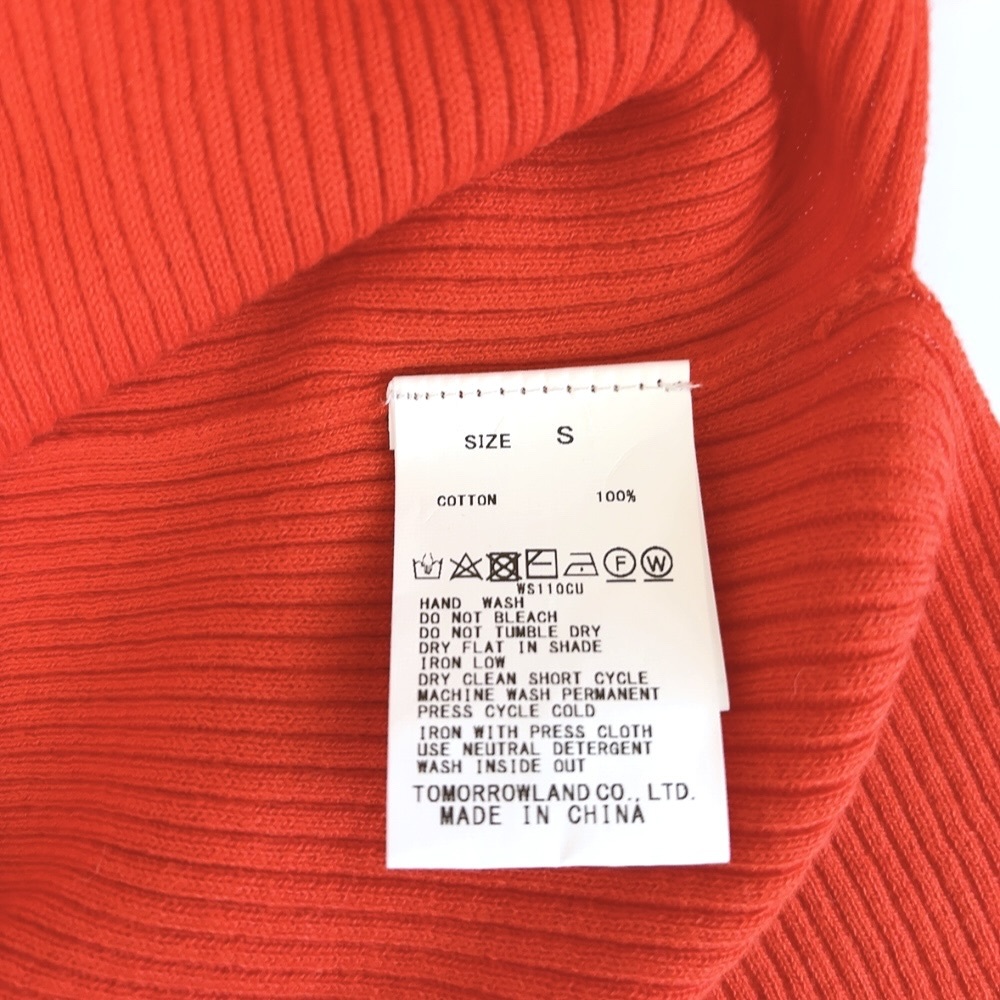 SIZE S
COTTON 100%
F W
WS110CU
HAND WASH
DO NOT BLEACH
DO NOT TUMBLE DRY
DRY FLAT IN SHADE
IRON LOW
DRY CLEAN SHORT CYCLE
MACHINE WASH PERMANENT
PRESS CYCLE COLD
IRON WITH PRESS CLOTH
USE NEUTRAL DETERGENT
WASH INSIDE OUT
TOMORROWLAND CO., LTD.
MADE IN CHINA